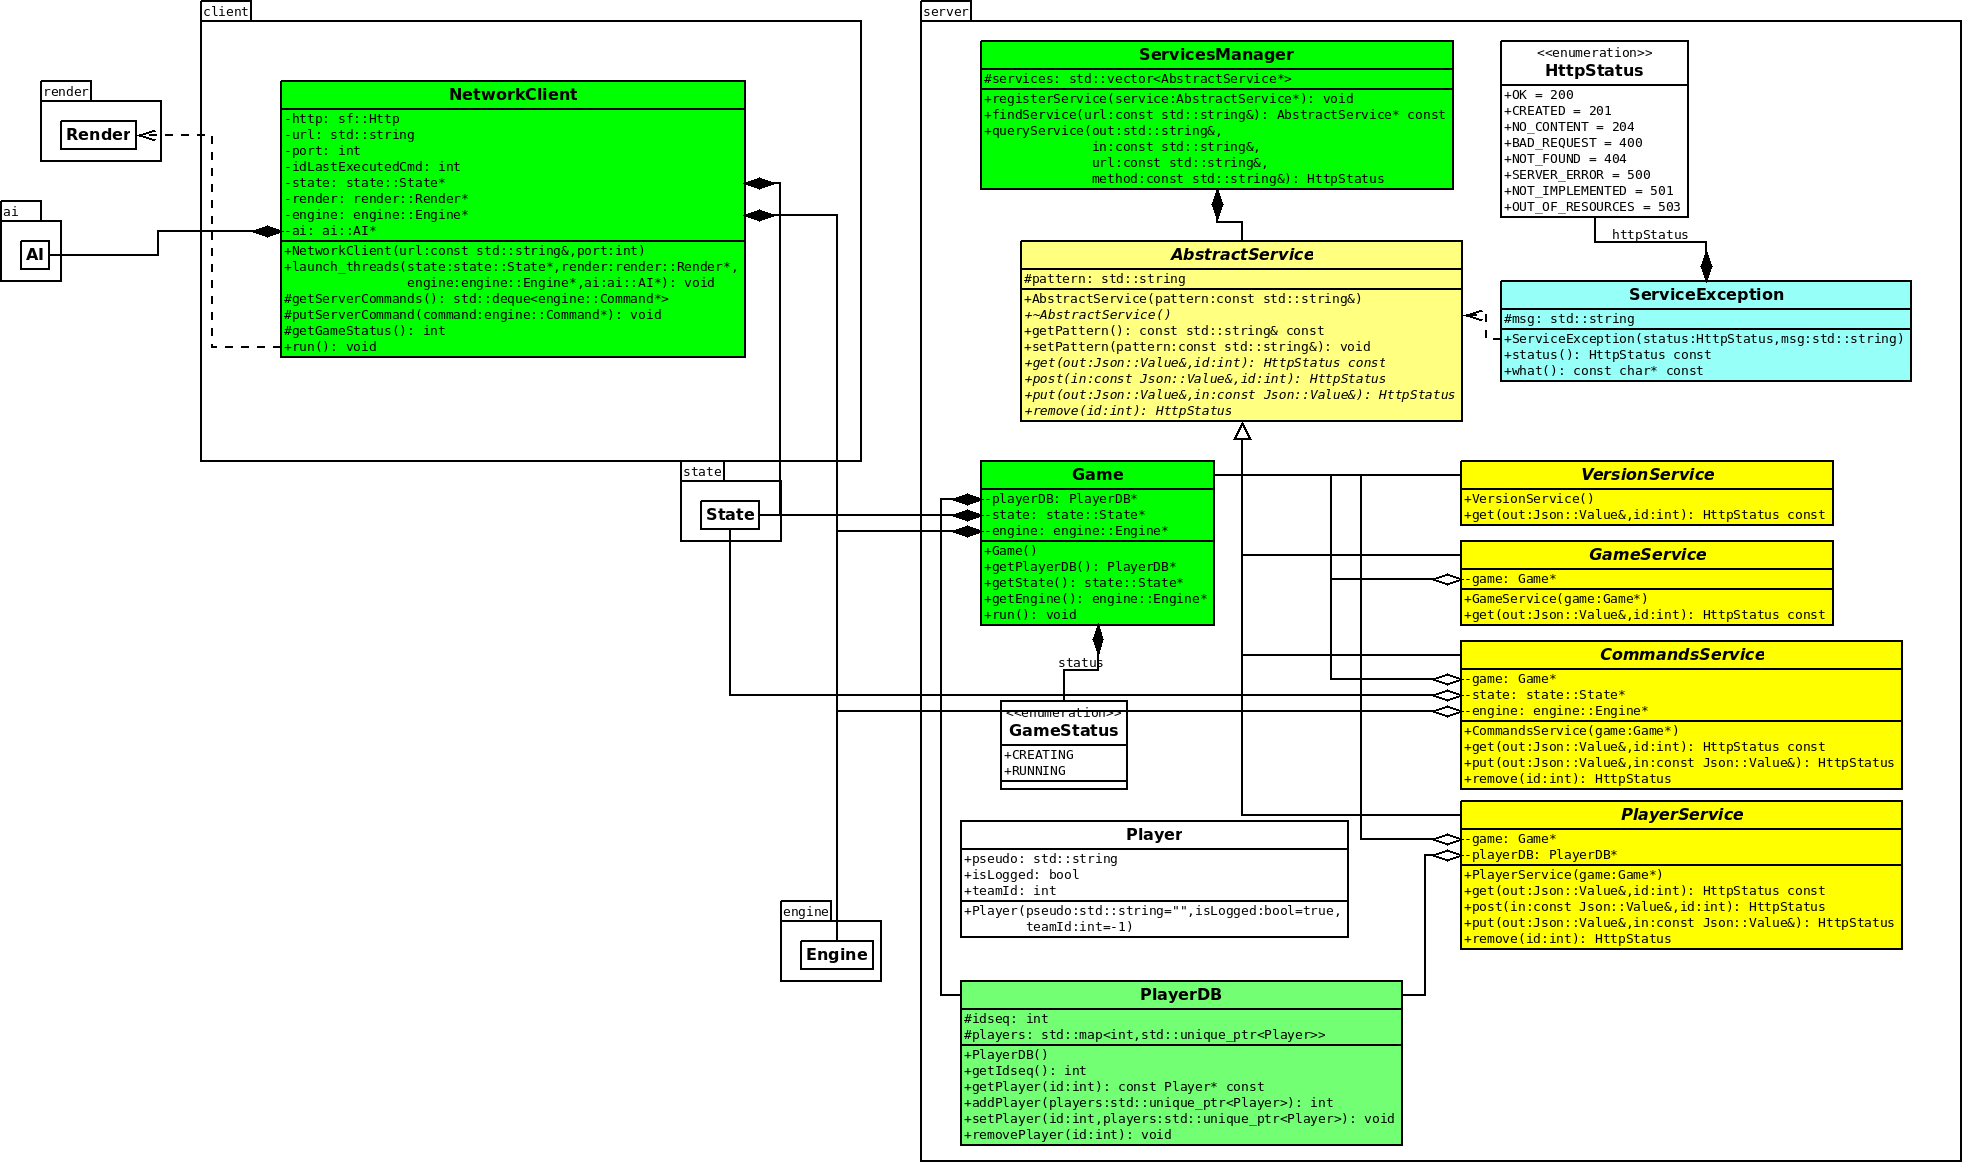 client
render
Render
ai
AI
NetworkClient
-http: sf::Http
-url: std::string
-port: int
-idLastExecutedCmd: int
-state: state::State*
-render: render::Render*
-engine: engine::Engine*
-ai: ai::AI*
+NetworkClient(url:const std::string&,port:int)
+launch_threads(state:state::State*,render:render::Render*,
engine:engine::Engine*,ai:ai::AI*): void
#getServerCommands(): std::deque<engine::Command*>
#putServerCommand(command:engine::Command*): void
#getGameStatus(): int
+run(): void
state
State
engine
Engine
server
ServicesManager
#services: std::vector<AbstractService*>
+registerService(service:AbstractService*): void
+findService(url:const std::string&): AbstractService* const
+queryService(out:std::string&,
in:const std::string&,
url:const std::string&,
method:const std::string&): HttpStatus
<<enumeration>>
HttpStatus
+OK = 200
+CREATED = 201
+NO_CONTENT = 204
+BAD_REQUEST = 400
+NOT_FOUND = 404
+SERVER_ERROR = 500
+NOT_IMPLEMENTED = 501
+OUT_OF_RESOURCES = 503
httpStatus
AbstractService
#pattern: std::string
+AbstractService(pattern:const std::string&)
+~AbstractService()
+getPattern(): const std::string& const
+setPattern(pattern:const std::string&): void
+get(out:Json::Value&,id:int): HttpStatus const
+post(in:const Json::Value&,id:int): HttpStatus
+put(out:Json::Value&,in:const Json::Value&): HttpStatus
+remove(id:int): HttpStatus
ServiceException
#msg: std::string
+ServiceException(status:HttpStatus,msg:std::string)
+status(): HttpStatus const
+what(): const char* const
Game
-playerDB: PlayerDB*
-state: state::State*
-engine: engine::Engine*
+Game()
+getPlayerDB(): PlayerDB*
+getState(): state::State*
+getEngine(): engine::Engine*
+run(): void
status
<<enumeration>>
GameStatus
+CREATING
+RUNNING
VersionService
+VersionService()
+get(out:Json::Value&,id:int): HttpStatus const
GameService
-game: Game*
+GameService(game:Game*)
+get(out:Json::Value&,id:int): HttpStatus const
CommandsService
-game: Game*
-state: state::State*
-engine: engine::Engine*
+CommandsService(game:Game*)
+get(out:Json::Value&,id:int): HttpStatus const
+put(out:Json::Value&,in:const Json::Value&): HttpStatus
+remove(id:int): HttpStatus
PlayerService
-game: Game*
-playerDB: PlayerDB*
+PlayerService(game:Game*)
+get(out:Json::Value&,id:int): HttpStatus const
+post(in:const Json::Value&,id:int): HttpStatus
+put(out:Json::Value&,in:const Json::Value&): HttpStatus
+remove(id:int): HttpStatus
Player
+pseudo: std::string
+isLogged: bool
+teamId: int
+Player(pseudo:std::string="",isLogged:bool=true,
teamId:int=-1)
PlayerDB
#idseq: int
#players: std::map<int,std::unique_ptr<Player>>
+PlayerDB()
+getIdseq(): int
+getPlayer(id:int): const Player* const
+addPlayer(players:std::unique_ptr<Player>): int
+setPlayer(id:int,players:std::unique_ptr<Player>): void
+removePlayer(id:int): void